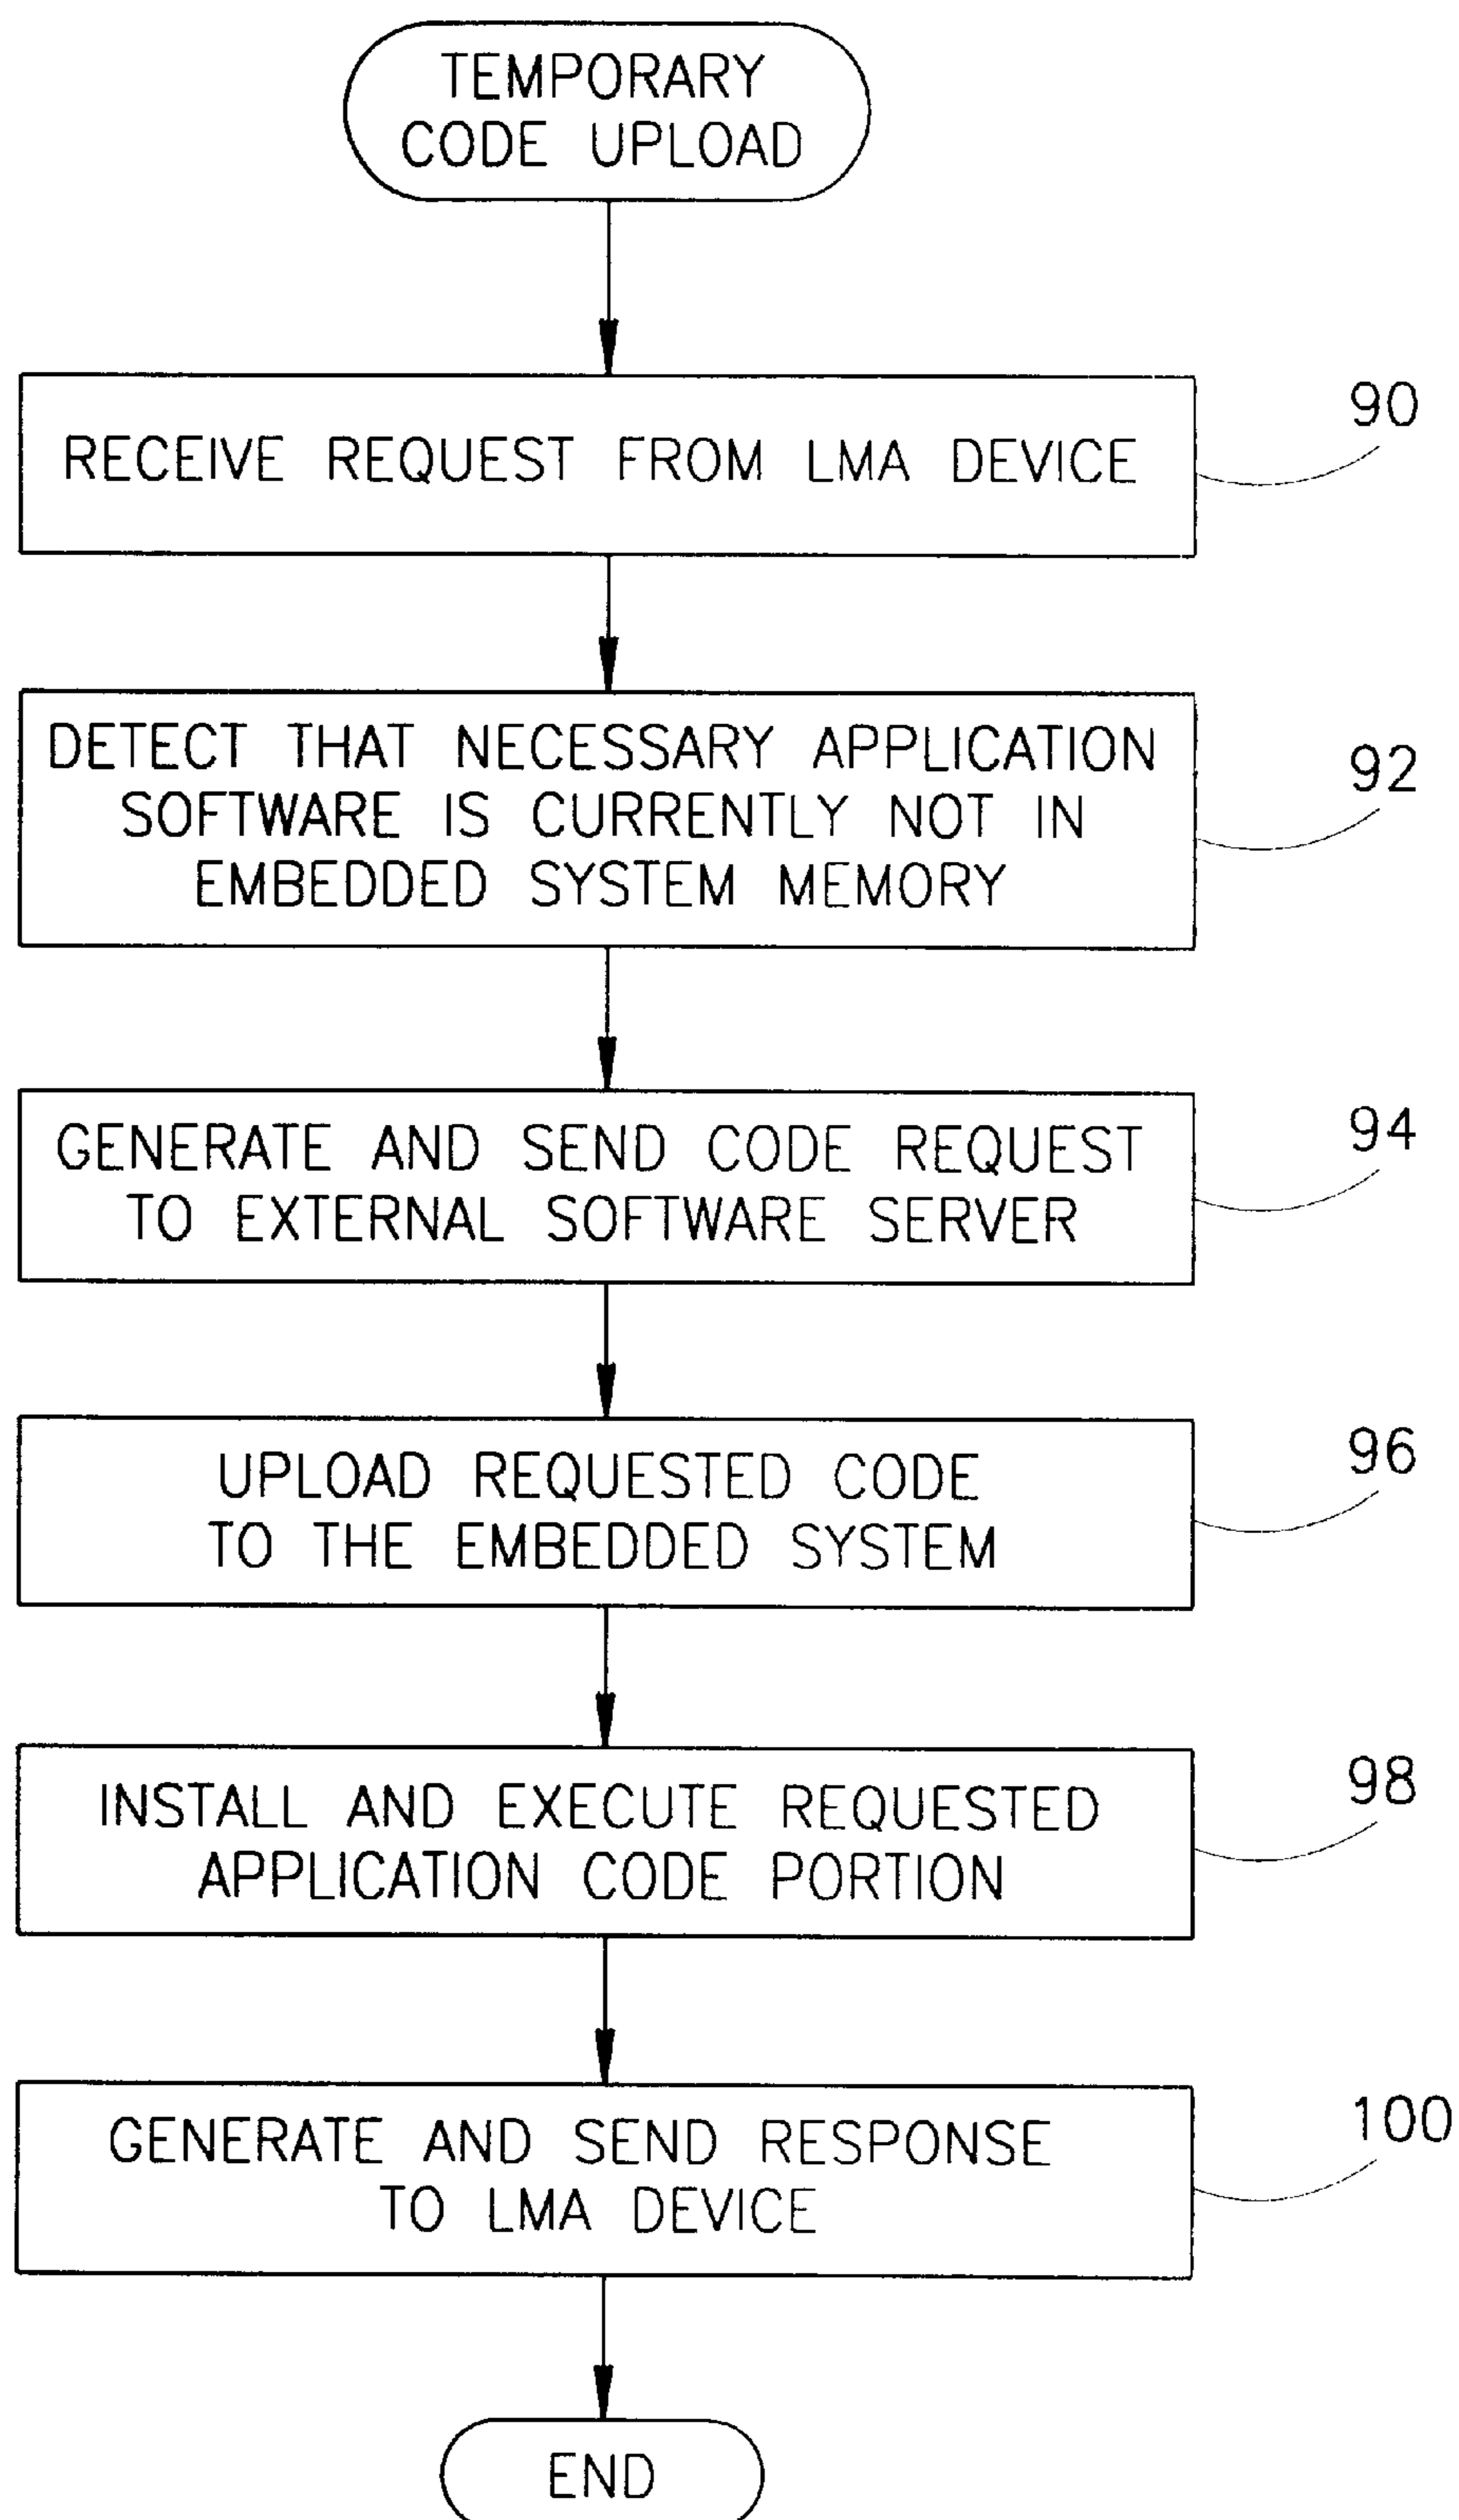 TEMPORARY
CODE UPLOAD
RECEIVE REQUEST FROM LMA DEVICE
90
DETECT THAT NECESSARY APPLICATION
SOFTWARE IS CURRENTLY NOT IN
EMBEDDED SYSTEM MEMORY
92
GENERATE AND SEND CODE REQUEST
TO EXTERNAL SOFTWARE SERVER
94
UPLOAD REQUESTED CODE
TO THE EMBEDDED SYSTEM
96
INSTALL AND EXECUTE REQUESTED
APPLICATION CODE PORTION
98
GENERATE AND SEND RESPONSE
TO LMA DEVICE
100
END